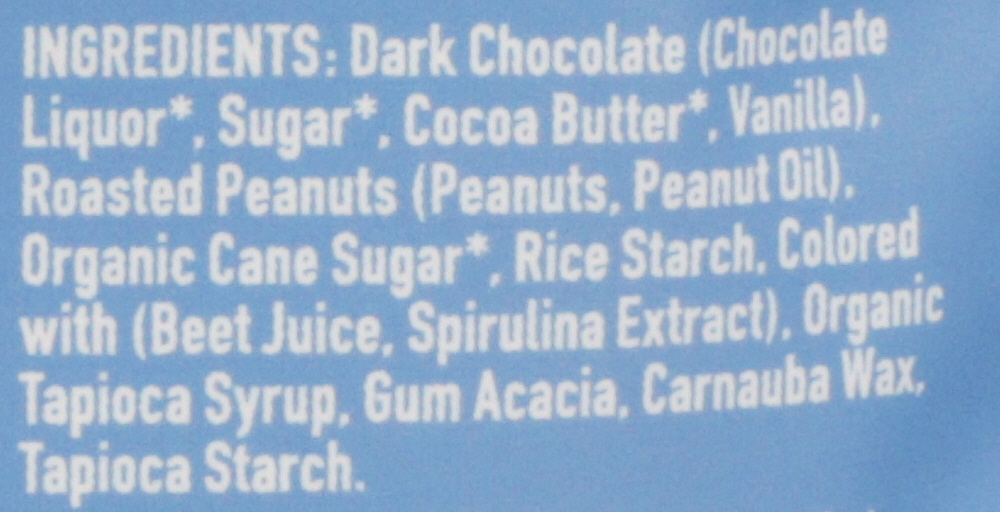 INGREDIENTS: Dark Chocolate (Chocolate
Liquor*, Sugar*, Cocoa Butter*, Vanilla),
Roasted Peanuts (Peanuts, Peanut Oil),
Organic Cane Sugar*, Rice Starch, Colored
with (Beet Juice, Spirulina Extract), Organic
Tapioca Syrup, Gum Acacia, Carnauba Wax,
Tapioca Starch.